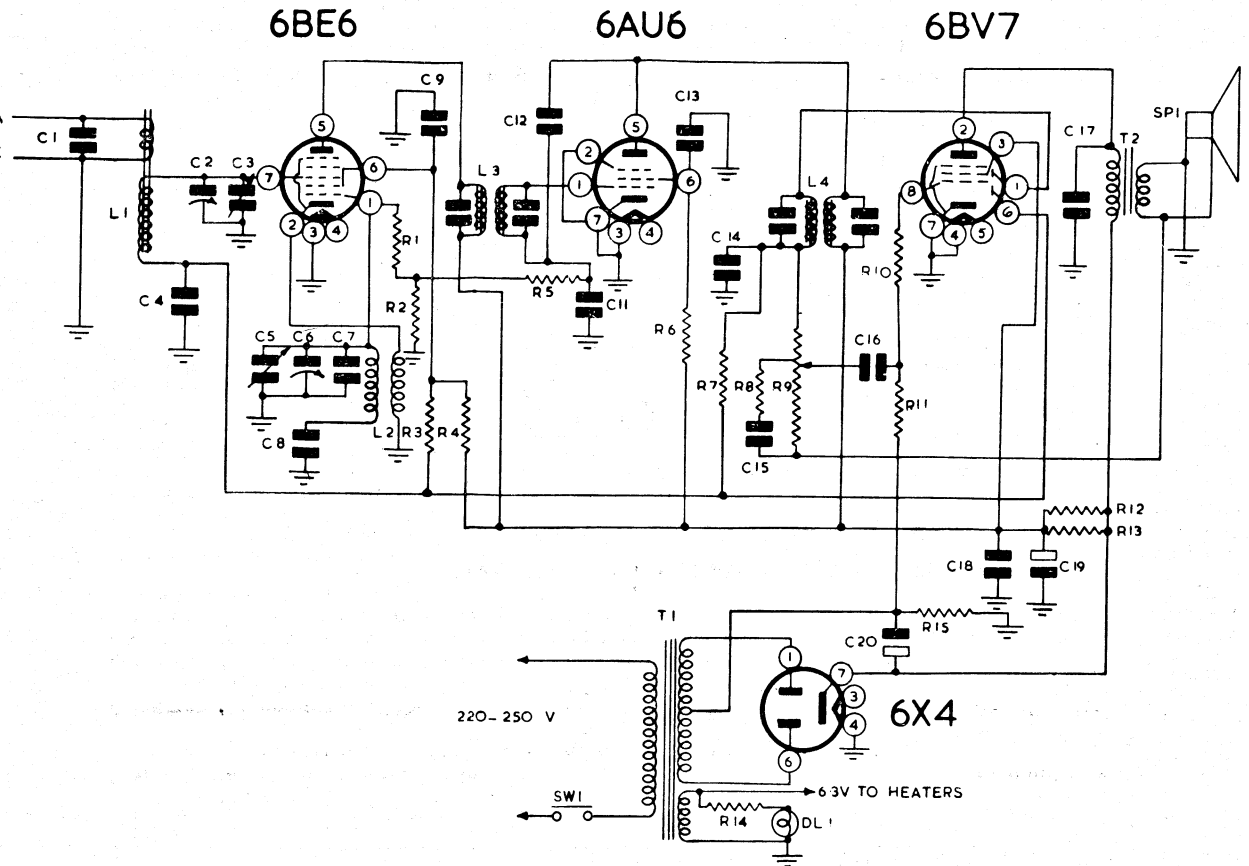 6BE6 6AU6 6BV7
C9
C13
C12
5
5
2
3
C1
C2 C3
7
6
2
1
6
L3
L4
8
1
C17
T2
SP1
L1
1
2
3
4
7
3
4
7
4
5
6
R1
C14
R10
C4
R2
R5
C11
R6
C5 C6 C7
C16
R7 R8 R9
R11
C8
L2 R3 R4
C15
R12
R13
C18
C19
T1
R15
C20
1
7
3
4
6X4
220-250 V
6
SW1
6·3V TO HEATERS
R14
DL1